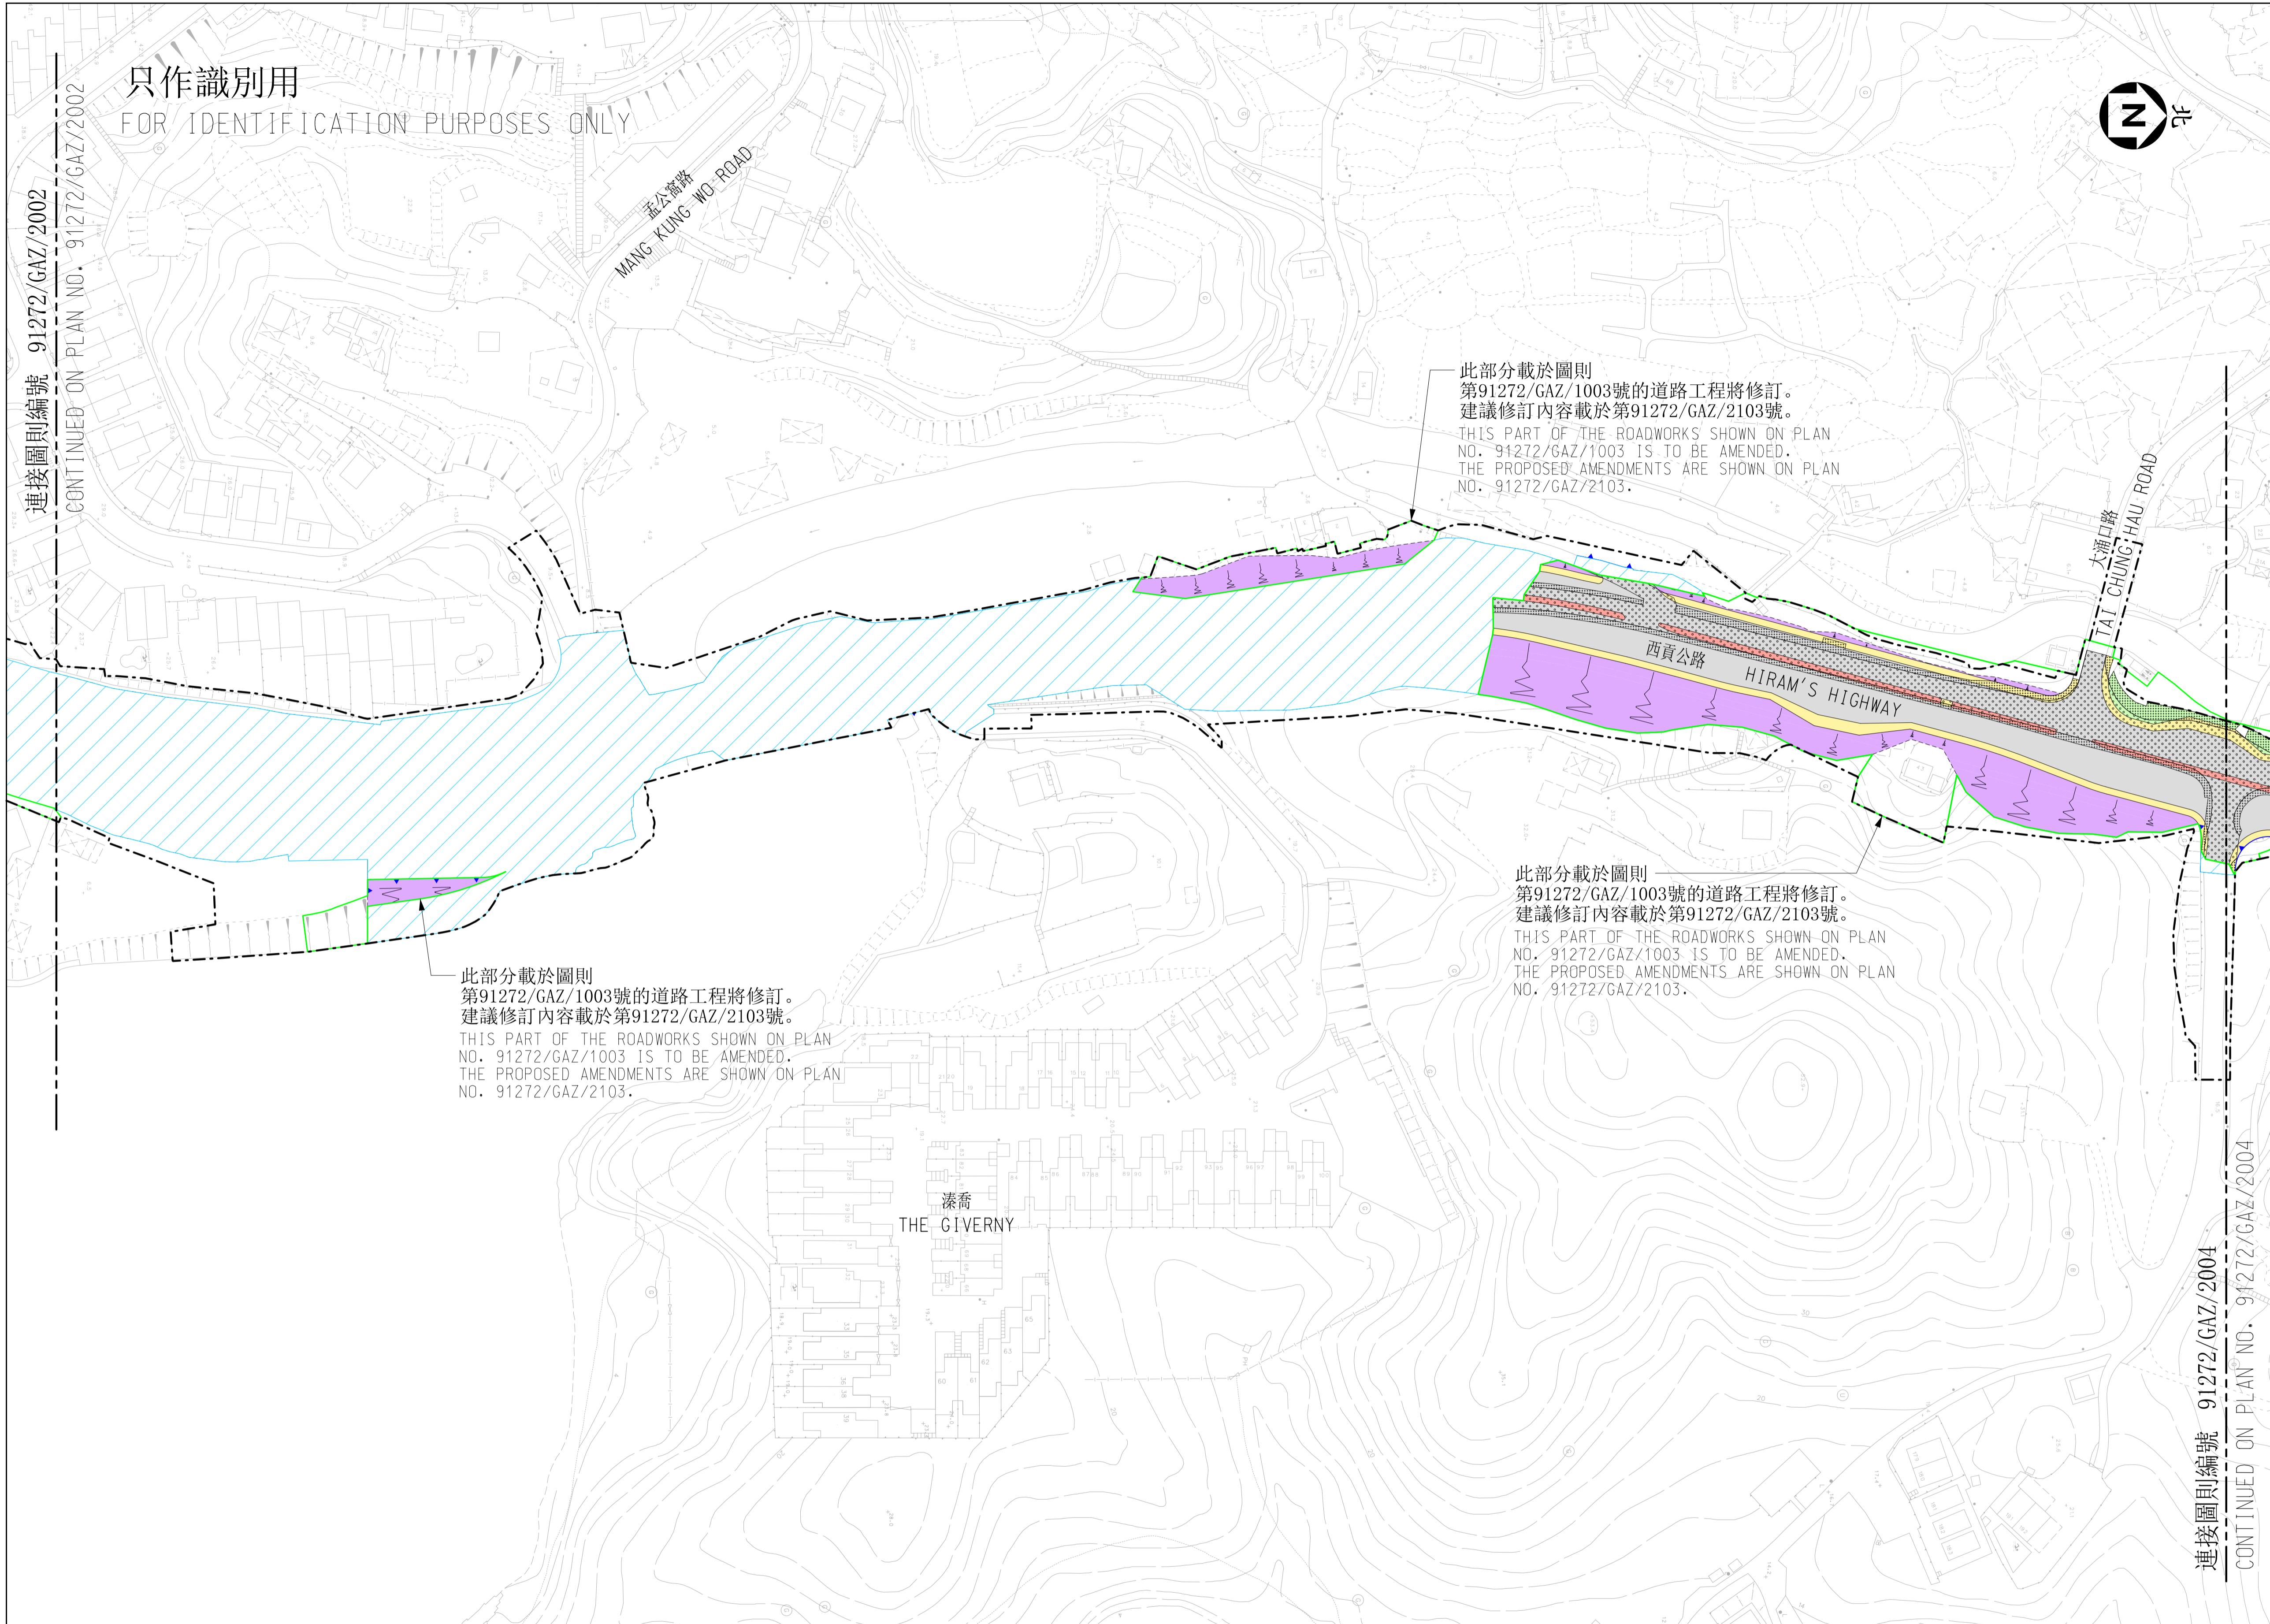 只作識別用
FOR IDENTIFICATION PURPOSES ONLY
連接圖則編號 91272/GAZ/2002
CONTINUED ON PLAN NO. 91272/GAZ/2002
北
N
孟公窩路
MANG KUNG WO ROAD
此部分載於圖則
第91272/GAZ/1003號的道路工程將修訂。
建議修訂內容載於第91272/GAZ/2103號。
THIS PART OF THE ROADWORKS SHOWN ON PLAN
NO. 91272/GAZ/1003 IS TO BE AMENDED.
THE PROPOSED AMENDMENTS ARE SHOWN ON PLAN
NO. 91272/GAZ/2103.
大涌口路
TAI CHUNG HAU ROAD
西貢公路 HIRAM'S HIGHWAY
此部分載於圖則
第91272/GAZ/1003號的道路工程將修訂。
建議修訂內容載於第91272/GAZ/2103號。
THIS PART OF THE ROADWORKS SHOWN ON PLAN
NO. 91272/GAZ/1003 IS TO BE AMENDED.
THE PROPOSED AMENDMENTS ARE SHOWN ON PLAN
NO. 91272/GAZ/2103.
此部分載於圖則
第91272/GAZ/1003號的道路工程將修訂。
建議修訂內容載於第91272/GAZ/2103號。
THIS PART OF THE ROADWORKS SHOWN ON PLAN
NO. 91272/GAZ/1003 IS TO BE AMENDED.
THE PROPOSED AMENDMENTS ARE SHOWN ON PLAN
NO. 91272/GAZ/2103.
溱喬
THE GIVERNY
連接圖則編號 91272/GAZ/2004
CONTINUED ON PLAN NO. 91272/GAZ/2004